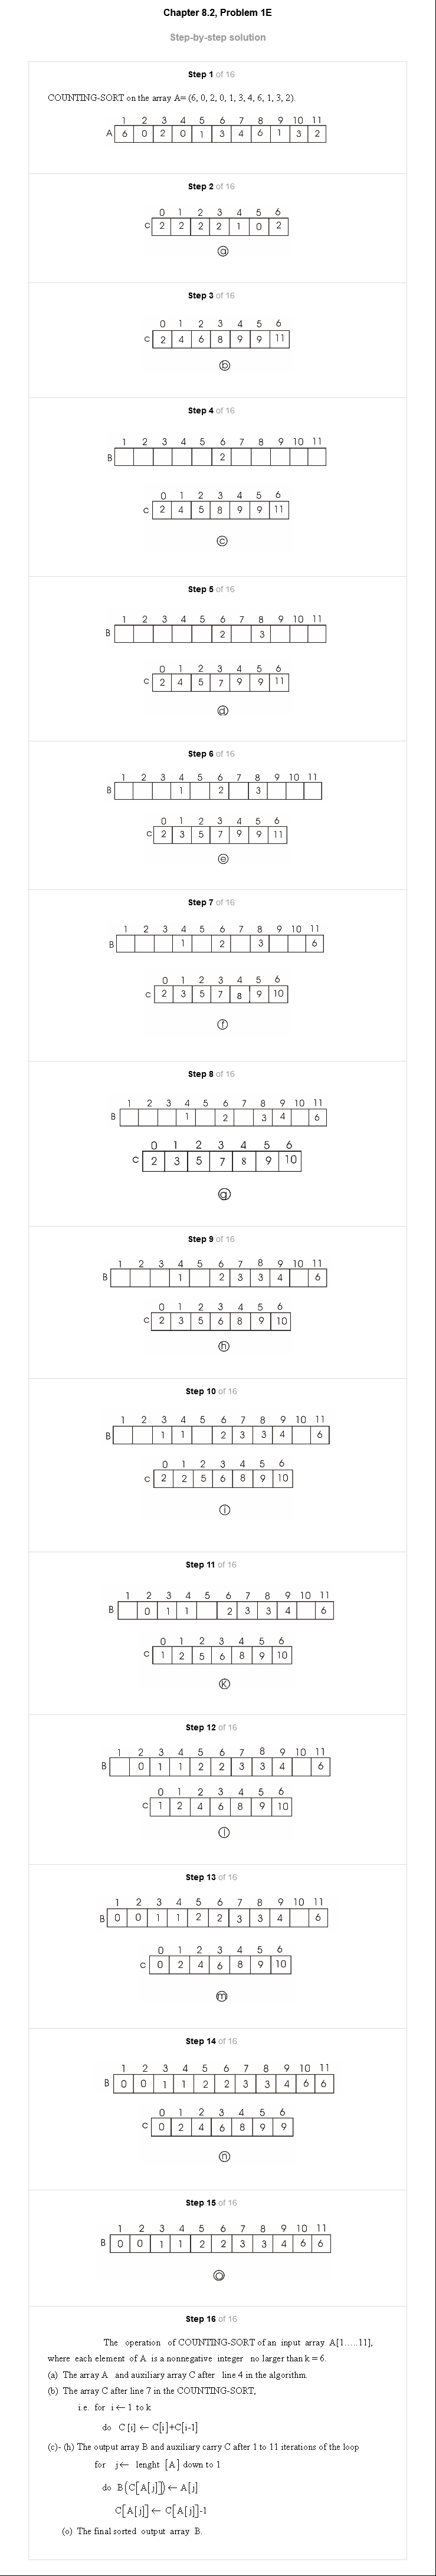 Chapter 8.2, Problem 1E
Step-by-step solution
Step 1 of 16
COUNTING-SORT on the array A= (6, 0, 2, 0, 1, 3, 4, 6, 1, 3, 2).
1 2 3 4 5 6 7 8 9 10 11
A 6 0 2 0 1 3 4 6 1 3 2
Step 2 of 16
0 1 2 3 4 5 6
C 2 2 2 2 1 0 2
a
Step 3 of 16
0 1 2 3 4 5 6
C 2 4 6 8 9 9 11
b
Step 4 of 16
1 2 3 4 5 6 7 8 9 10 11
B 2
0 1 2 3 4 5 6
C 2 4 5 8 9 9 11
c
Step 5 of 16
1 2 3 4 5 6 7 8 9 10 11
B 2 3
0 1 2 3 4 5 6
C 2 4 5 7 9 9 11
d
Step 6 of 16
1 2 3 4 5 6 7 8 9 10 11
B 1 2 3
0 1 2 3 4 5 6
C 2 3 5 7 9 9 11
e
Step 7 of 16
1 2 3 4 5 6 7 8 9 10 11
B 1 2 3 6
0 1 2 3 4 5 6
C 2 3 5 7 8 9 10
f
Step 8 of 16
1 2 3 4 5 6 7 8 9 10 11
B 1 2 3 4 6
0 1 2 3 4 5 6
C 2 3 5 7 8 9 10
g
Step 9 of 16
1 2 3 4 5 6 7 8 9 10 11
B 1 2 3 3 4 6
0 1 2 3 4 5 6
C 2 3 5 6 8 9 10
h
Step 10 of 16
1 2 3 4 5 6 7 8 9 10 11
B 1 1 2 3 3 4 6
0 1 2 3 4 5 6
C 2 2 5 6 8 9 10
i
Step 11 of 16
1 2 3 4 5 6 7 8 9 10 11
B 0 1 1 2 3 3 4 6
0 1 2 3 4 5 6
C 1 2 5 6 8 9 10
k
Step 12 of 16
1 2 3 4 5 6 7 8 9 10 11
B 0 1 1 2 2 3 3 4 6
0 1 2 3 4 5 6
C 1 2 4 6 8 9 10
l
Step 13 of 16
1 2 3 4 5 6 7 8 9 10 11
B 0 0 1 1 2 2 3 3 4 6
0 1 2 3 4 5 6
C 0 2 4 6 8 9 10
m
Step 14 of 16
1 2 3 4 5 6 7 8 9 10 11
B 0 0 1 1 2 2 3 3 4 6 6
0 1 2 3 4 5 6
C 0 2 4 6 8 9 9
n
Step 15 of 16
1 2 3 4 5 6 7 8 9 10 11
B 0 0 1 1 2 2 3 3 4 6 6
O
Step 16 of 16
The operation of COUNTING-SORT of an input array A[1.....11],
where each element of A is a nonnegative integer no larger than k = 6.
(a) The array A and auxiliary array C after line 4 in the algorithm.
(b) The array C after line 7 in the COUNTING-SORT,
i.e. for i ← 1 to k
do C [i] ← C[i]+C[i-1]
(c)- (h) The output array B and auxiliary carry C after 1 to 11 iterations of the loop
for j ← lenght [A] down to 1
do B(C[A[j]]) ← A[j]
C[A[j]] ← C[A[j]]-1
(o) The final sorted output array B.